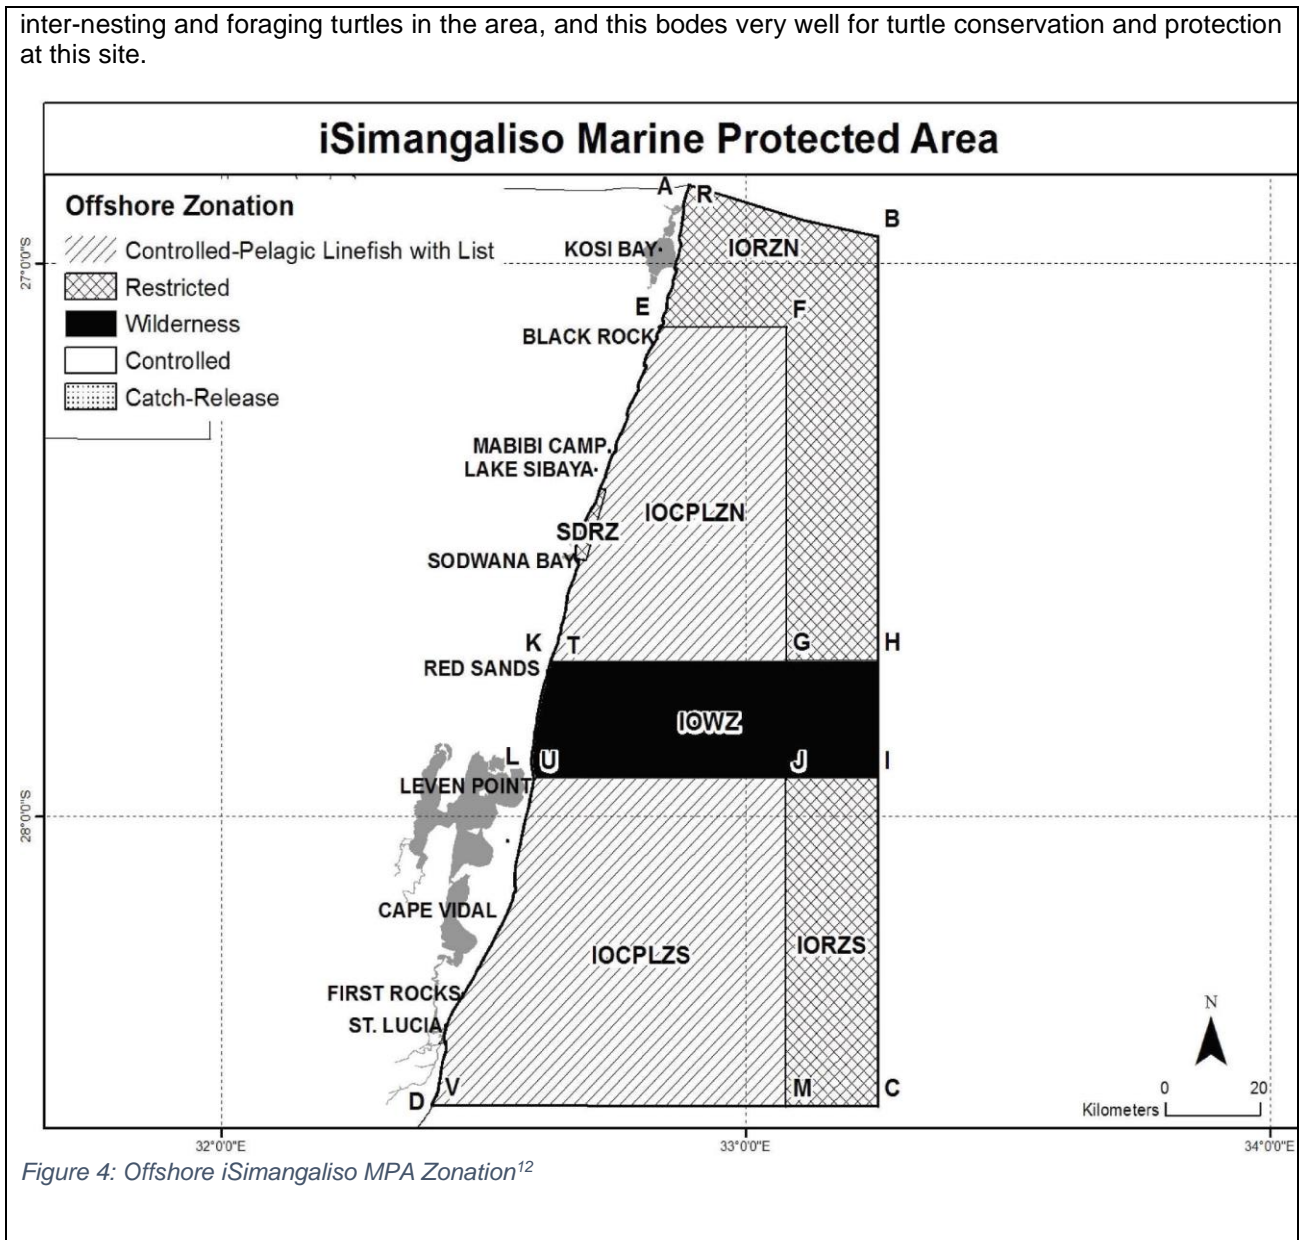 inter-nesting and foraging turtles in the area, and this bodes very well for turtle conservation and protection
at this site.
iSimangaliso Marine Protected Area
Offshore Zonation
Controlled-Pelagic Linefish with List
Restricted
Wilderness
Controlled
Catch-Release
A
R
B
KOSI BAY
IORZN
27°0'0"S
E
F
BLACK ROCK
MABIBI CAMP
LAKE SIBAYA
IOCPLZN
SDRZ
SODWANA BAY
K
T
G
H
RED SANDS
IOWZ
L
U
J
I
LEVEN POINT
28°0'0"S
CAPE VIDAL
IOCPLZS
IORZS
FIRST ROCKS
ST. LUCIA
N
D
V
M
C
0
20
Kilometers
32°0'0"E
33°0'0"E
34°0'0"E
Figure 4: Offshore iSimangaliso MPA Zonation12